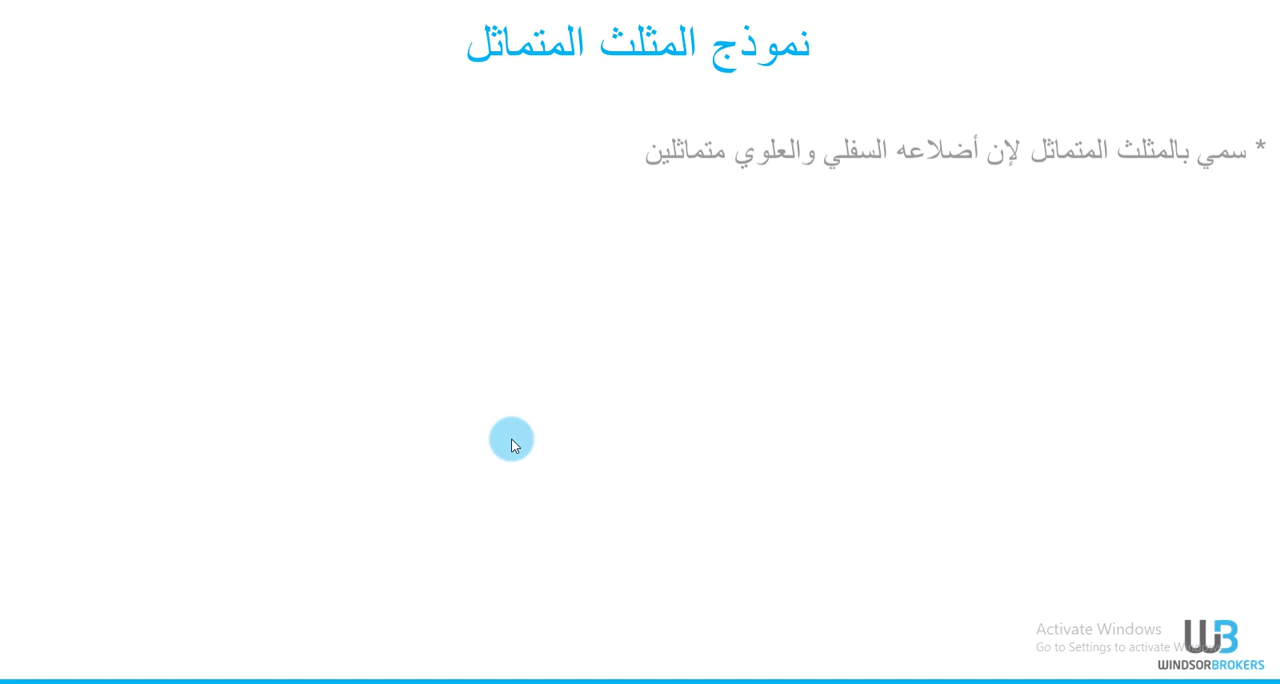 نموذج المثلث المتماثل
* سمي بالمثلث المتماثل لإن أضلاعه السفلي والعلوي متماثلين
Activate Windows
Go to Settings to activate
WB
WINDSORBROKERS